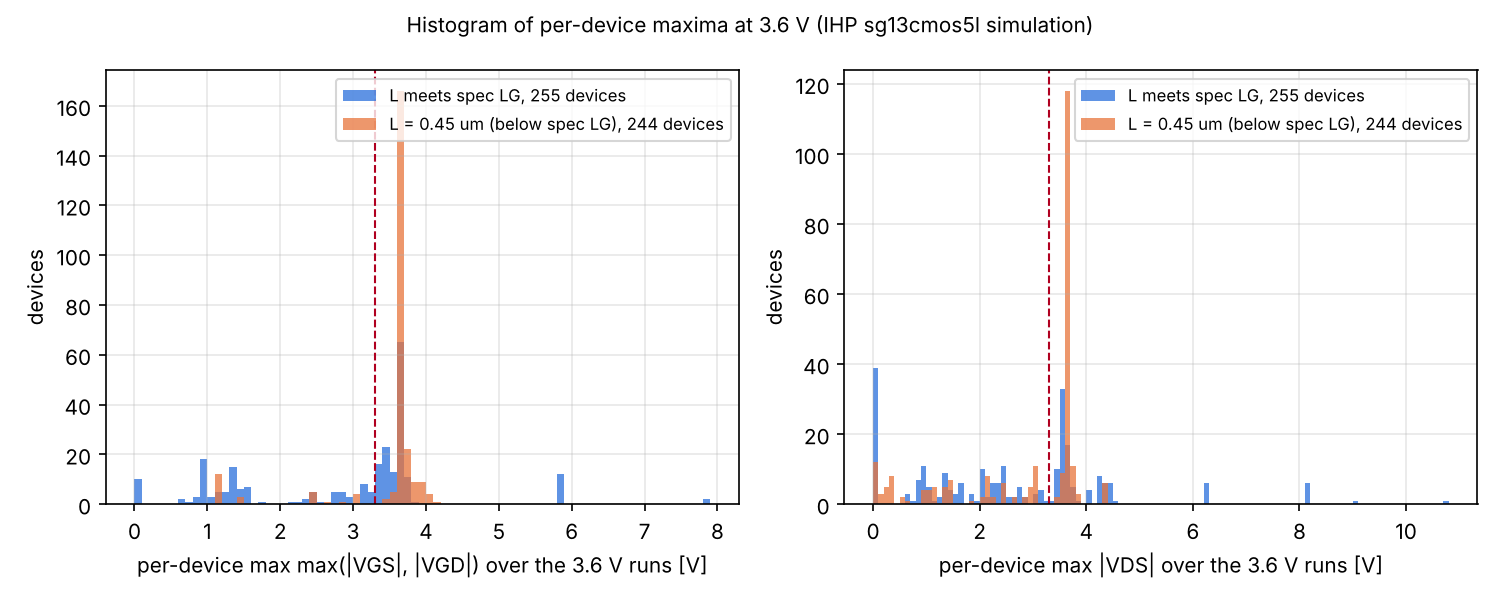 Histogram of per-device maxima at 3.6 V (IHP sg13cmos5l simulation)
L meets spec LG, 255 devices
L = 0.45 um (below spec LG), 244 devices
devices
160
140
120
100
80
60
40
20
0
0 1 2 3 4 5 6 7 8
per-device max max(|VGS|, |VGD|) over the 3.6 V runs [V]
L meets spec LG, 255 devices
L = 0.45 um (below spec LG), 244 devices
devices
120
100
80
60
40
20
0
0 2 4 6 8 10
per-device max |VDS| over the 3.6 V runs [V]